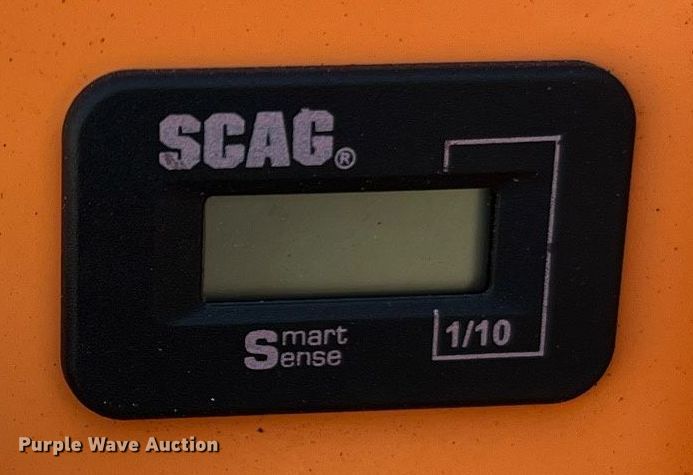 SCAG®
Smart
Sense
1/10
Purple Wave Auction